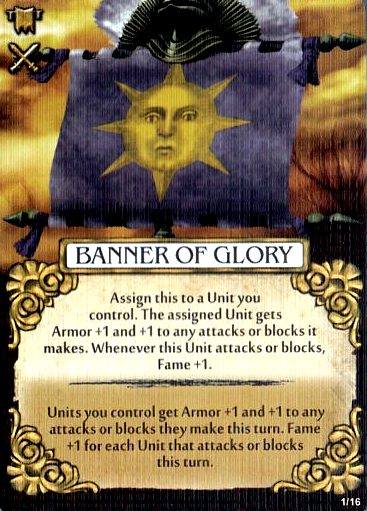 BANNER OF GLORY
Assign this to a Unit you
control. The assigned Unit gets
Armor +1 and +1 to any attacks or blocks it
makes. Whenever this Unit attacks or blocks,
Fame +1.
Units you control get Armor +1 and +1 to any
attacks or blocks they make this turn. Fame
+1 for each Unit that attacks or blocks
this turn.
1/16